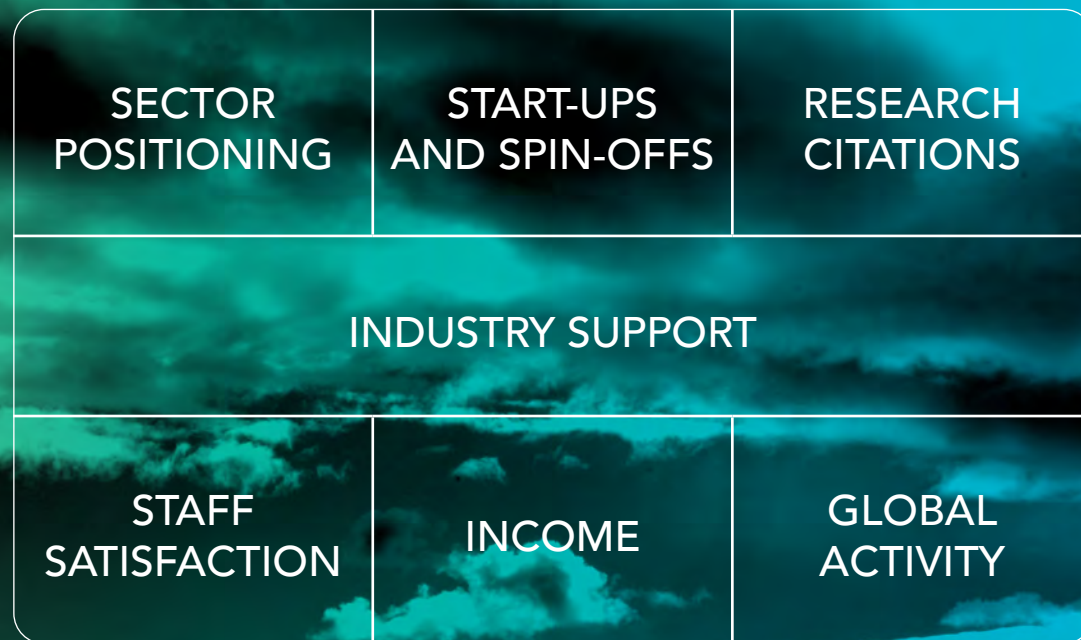 SECTOR
POSITIONING
START-UPS
AND SPIN-OFFS
RESEARCH
CITATIONS
INDUSTRY SUPPORT
STAFF
SATISFACTION
INCOME
GLOBAL
ACTIVITY